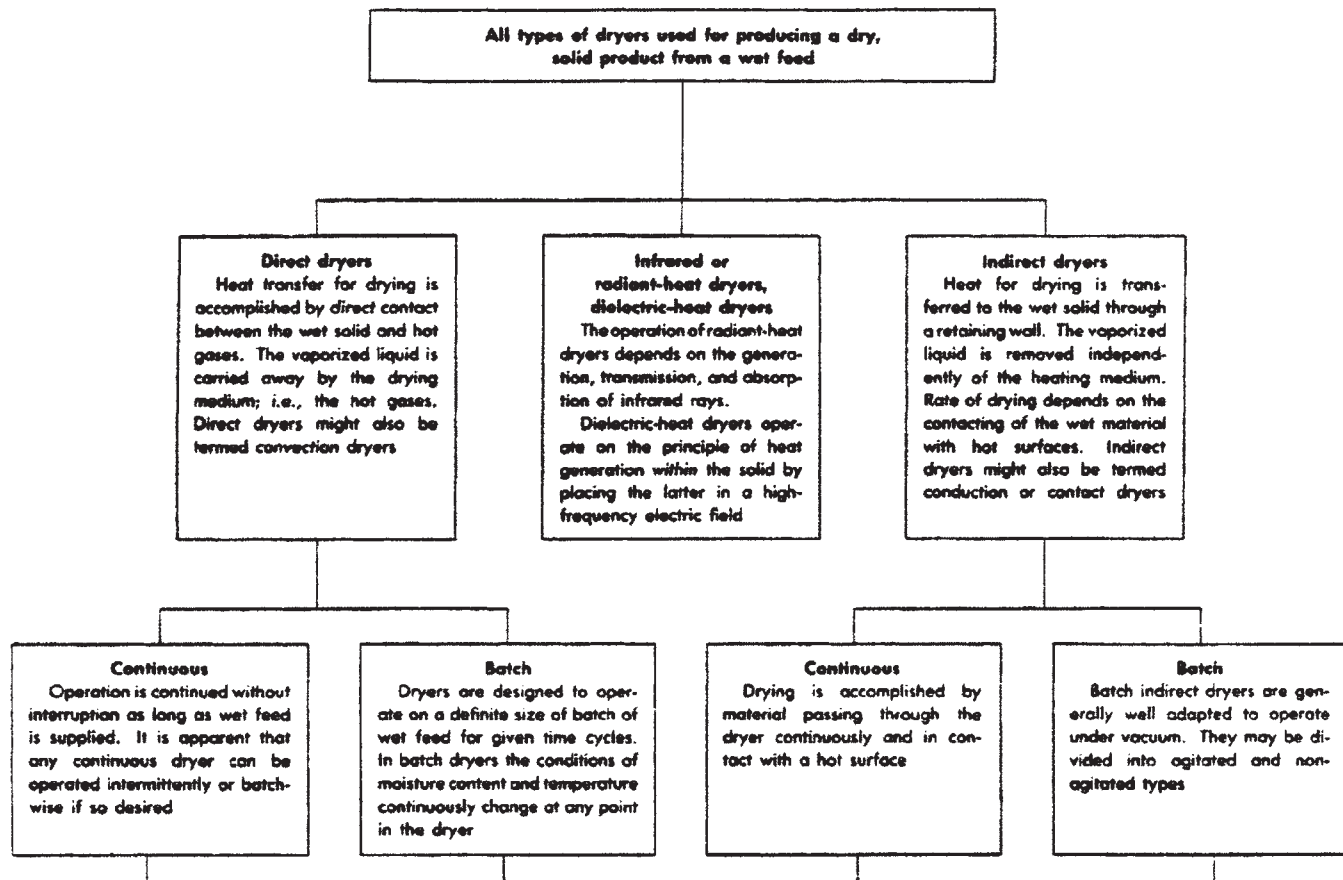 All types of dryers used for producing a dry,
solid product from a wet feed
Direct dryers
Heat transfer for drying is
accomplished by direct contact
between the wet solid and hot
gases. The vaporized liquid is
carried away by the drying
medium; i.e., the hot gases.
Direct dryers might also be
termed convection dryers
Infrared or
radiant-heat dryers,
dielectric-heat dryers
The operation of radiant-heat
dryers depends on the genera-
tion, transmission, and absorp-
tion of infrared rays.
Dielectric-heat dryers oper-
ate on the principle of heat
generation within the solid by
placing the latter in a high-
frequency electric field
Indirect dryers
Heat for drying is trans-
ferred to the wet solid through
a retaining wall. The vaporized
liquid is removed independ-
ently of the heating medium.
Rate of drying depends on the
contacting of the wet material
with hot surfaces. Indirect
dryers might also be termed
conduction or contact dryers
Continuous
Operation is continued without
interruption as long as wet feed
is supplied. It is apparent that
any continuous dryer can be
operated intermittently or batch-
wise if so desired
Batch
Dryers are designed to oper-
ate on a definite size of batch of
wet feed for given time cycles.
In batch dryers the conditions of
moisture content and temperature
continuously change at any point
in the dryer
Continuous
Drying is accomplished by
material passing through the
dryer continuously and in con-
tact with a hot surface
Batch
Batch indirect dryers are gen-
erally well adapted to operate
under vacuum. They may be di-
vided into agitated and non-
agitated types